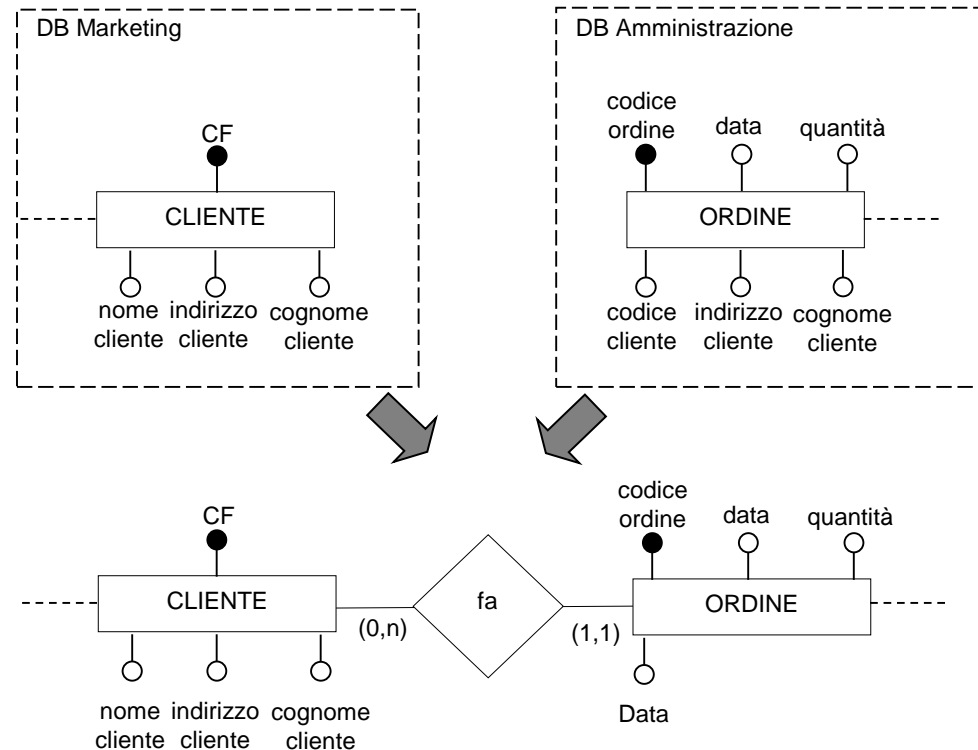 DB Marketing
CF
CLIENTE
nome
cliente
indirizzo
cliente
cognome
cliente
DB Amministrazione
codice
ordine
data
quantità
ORDINE
codice
cliente
indirizzo
cliente
cognome
cliente
CF
CLIENTE
nome
cliente
indirizzo
cliente
cognome
cliente
(0,n)
fa
(1,1)
codice
ordine
data
quantità
ORDINE
Data